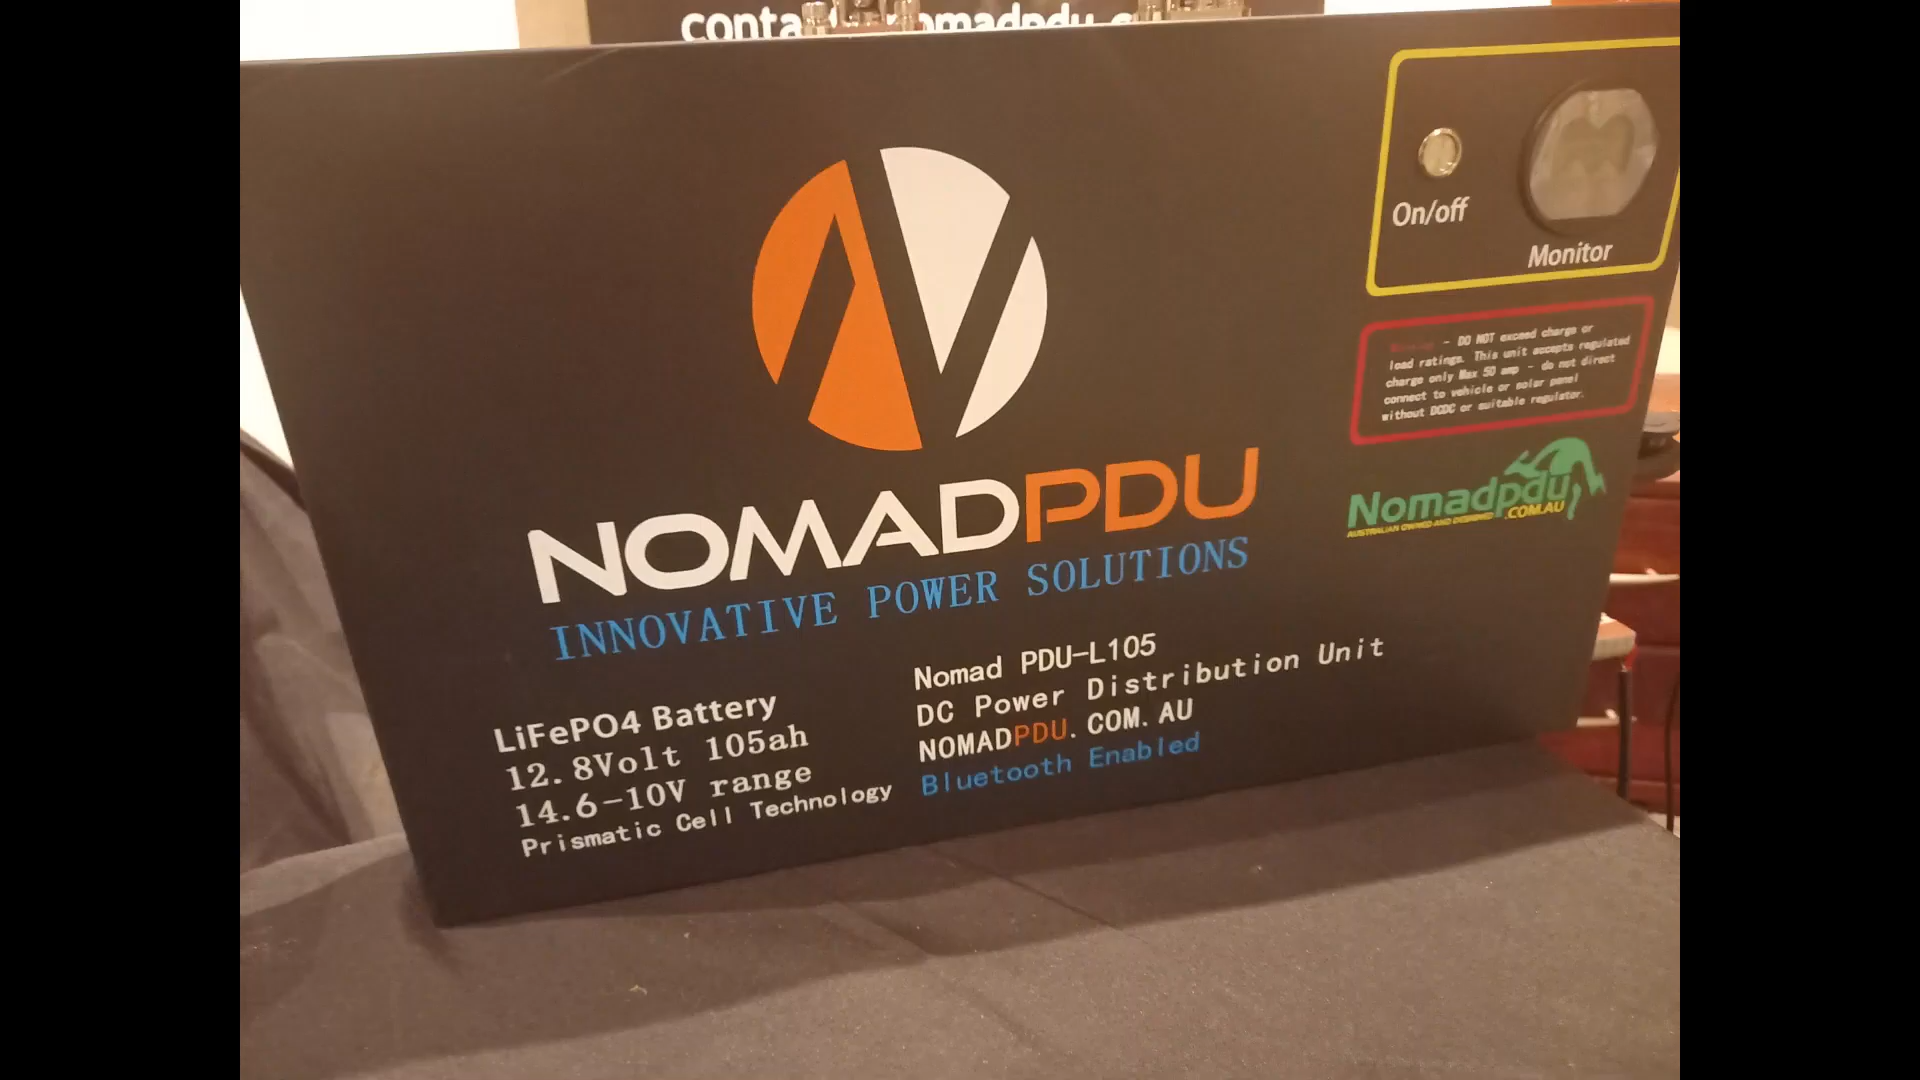 On/off
Monitor
- DO NOT exceed charge or
load ratings. This unit accepts regulated
charge only Max 50 amp - do not direct
connect to vehicle or solar panel
without DCDC or suitable regulator.
Nomadpdu
AUSTRALIAN OWNED AND DESIGNED .COM.AU
NOMADPDU
INNOVATIVE POWER SOLUTIONS
LiFePO4 Battery
12.8Volt 105ah
14.6-10V range
Prismatic Cell Technology
Nomad PDU-L105
DC Power Distribution Unit
NOMADPDU.COM.AU
Bluetooth Enabled